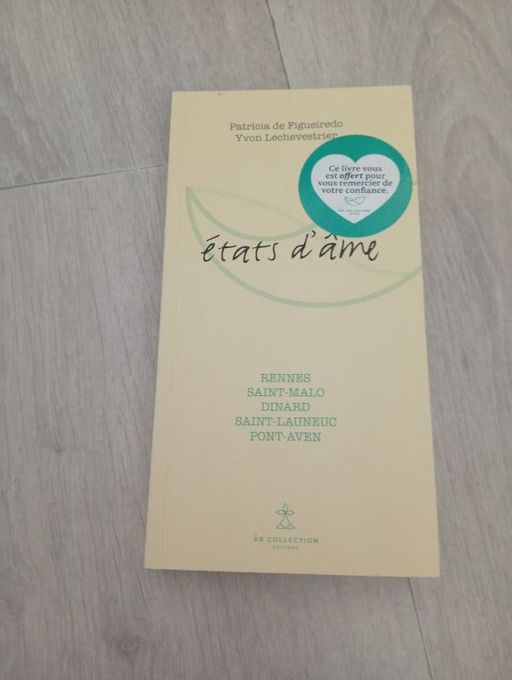 Patricia de Figueiredo
Yvon Lechevestrier
Ce livre vous
est offert pour
vous remercier de
votre confiance.
états d'âme
RENNES
SAINT-MALO
DINARD
SAINT-LAUNEUC
PONT-AVEN
ÂR COLLECTION
EDITIONS